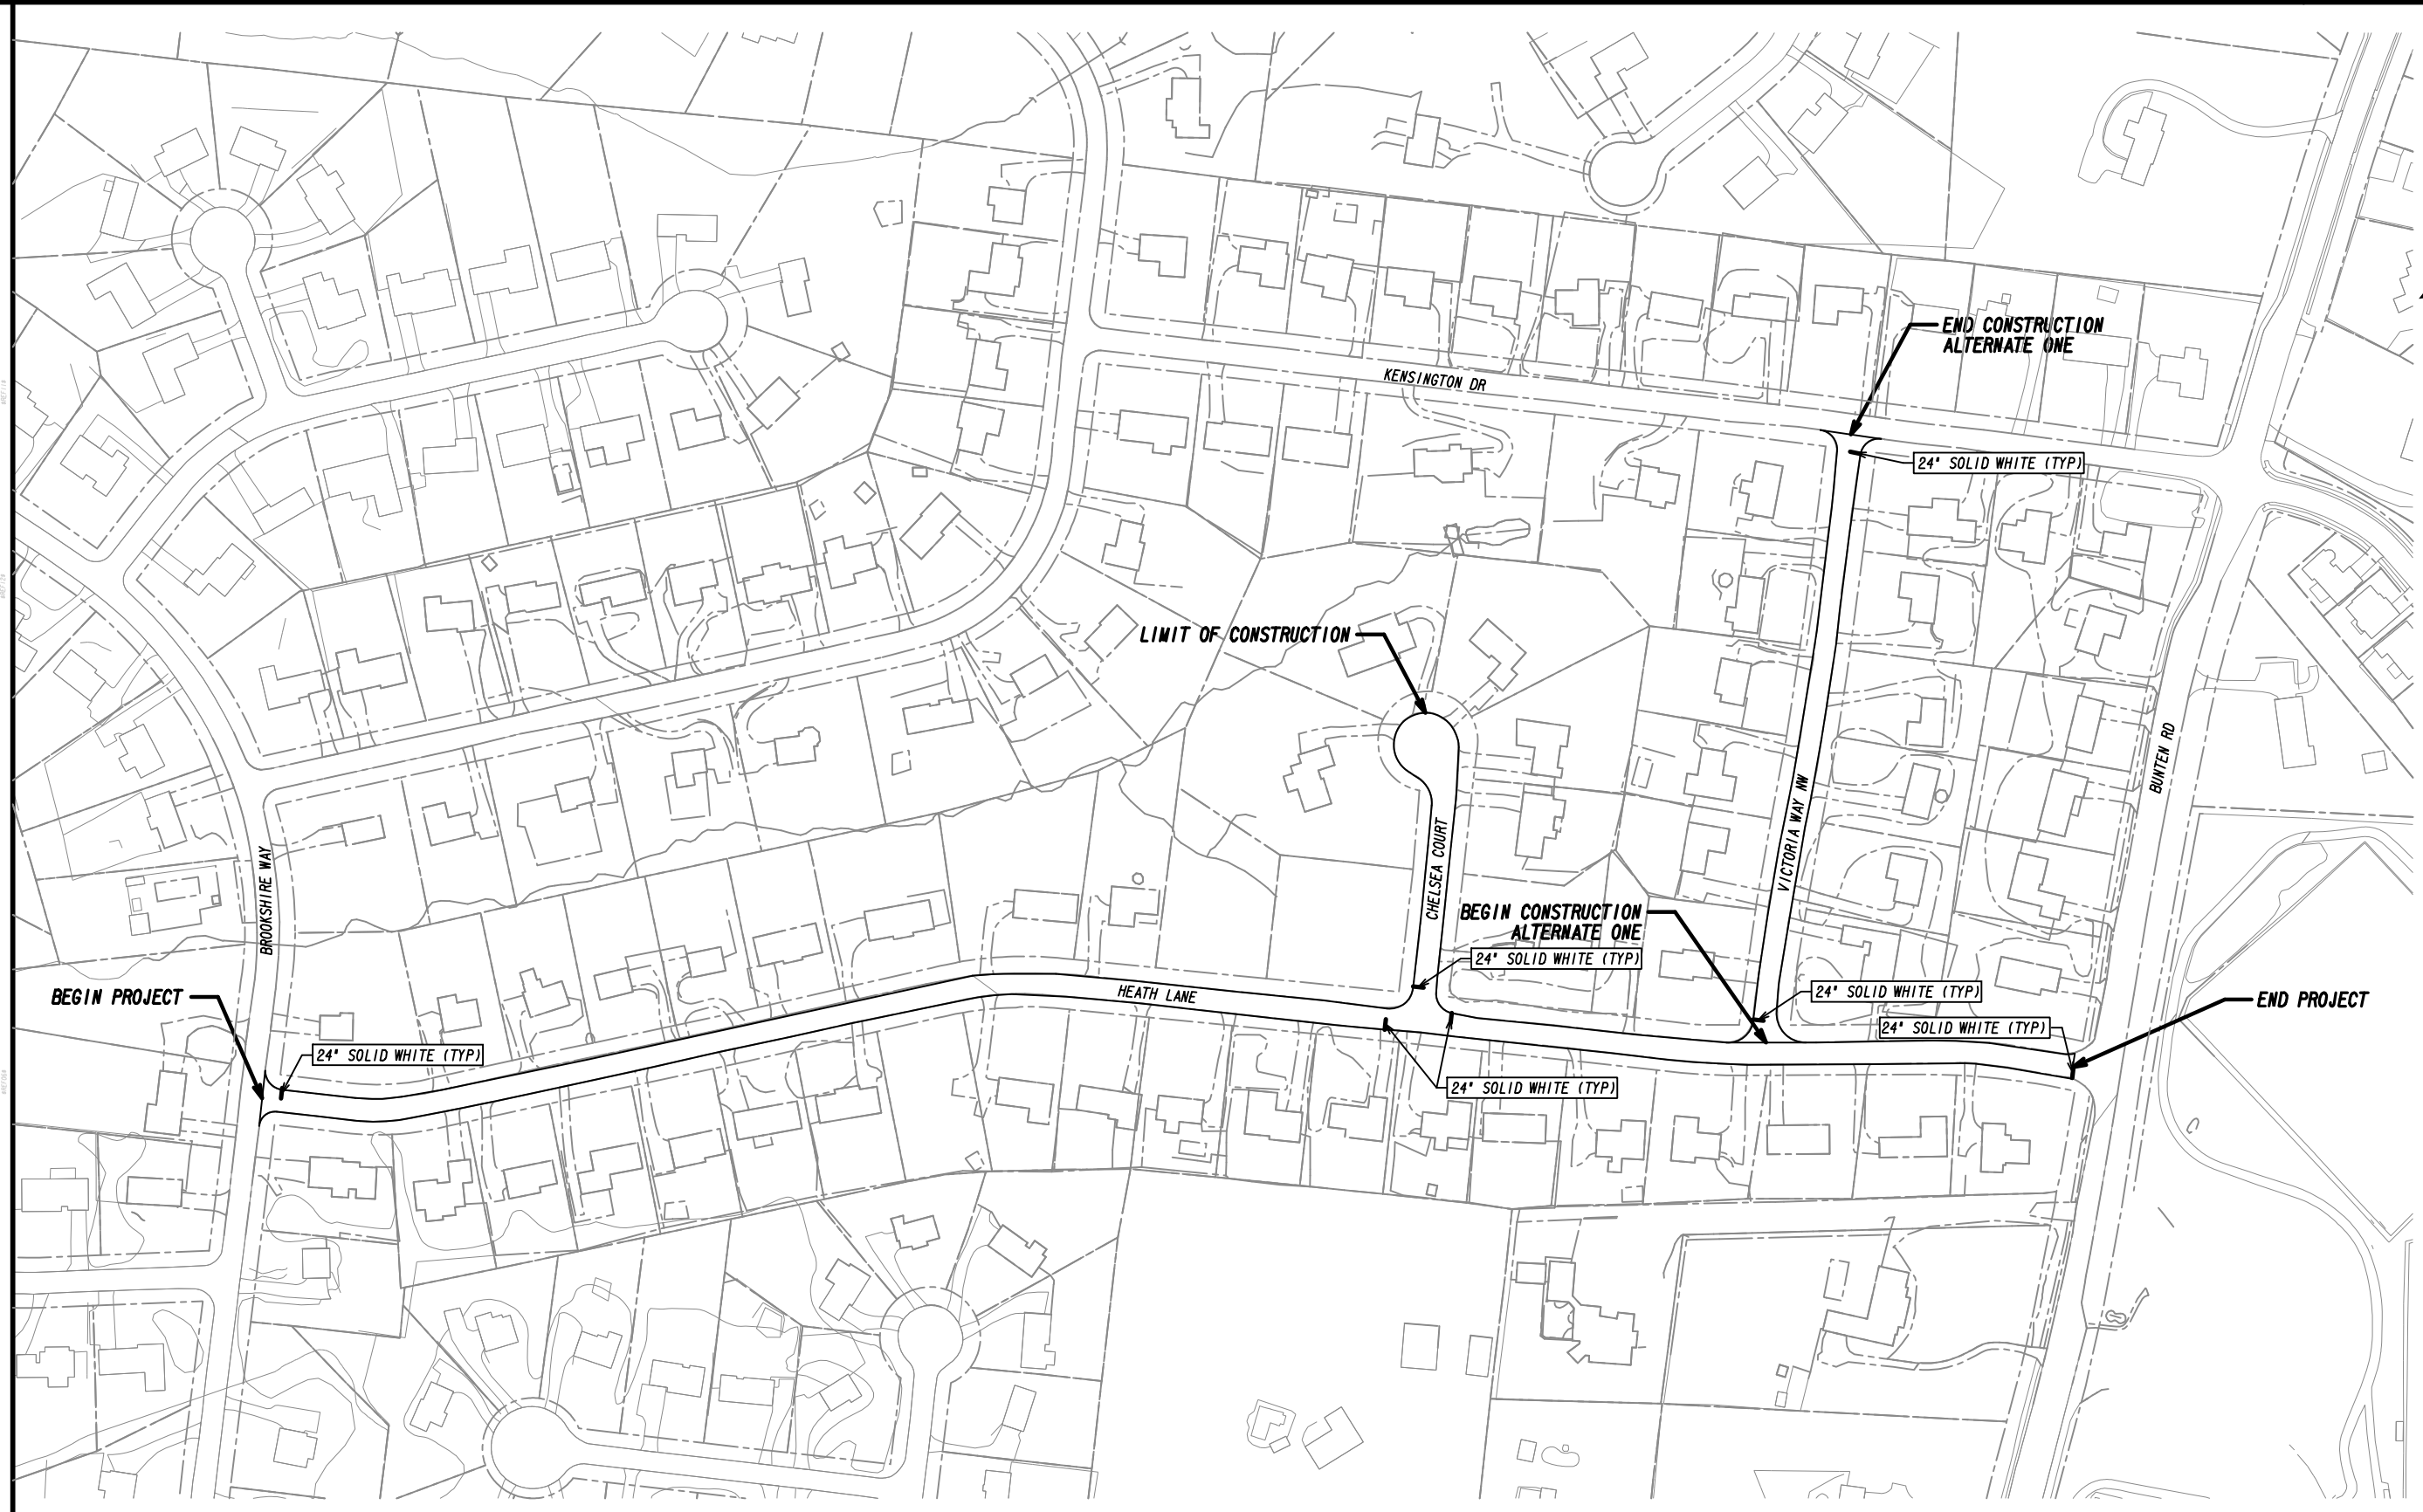 END CONSTRUCTION
ALTERNATE ONE
KENSINGTON DR
24" SOLID WHITE (TYP)
LIMIT OF CONSTRUCTION
BUNTEN RD
VICTORIA WAY NW
CHELSEA COURT
BROOKSHIRE WAY
BEGIN CONSTRUCTION
ALTERNATE ONE
24" SOLID WHITE (TYP)
BEGIN PROJECT
HEATH LANE
24" SOLID WHITE (TYP)
END PROJECT
24" SOLID WHITE (TYP)
24" SOLID WHITE (TYP)
24" SOLID WHITE (TYP)